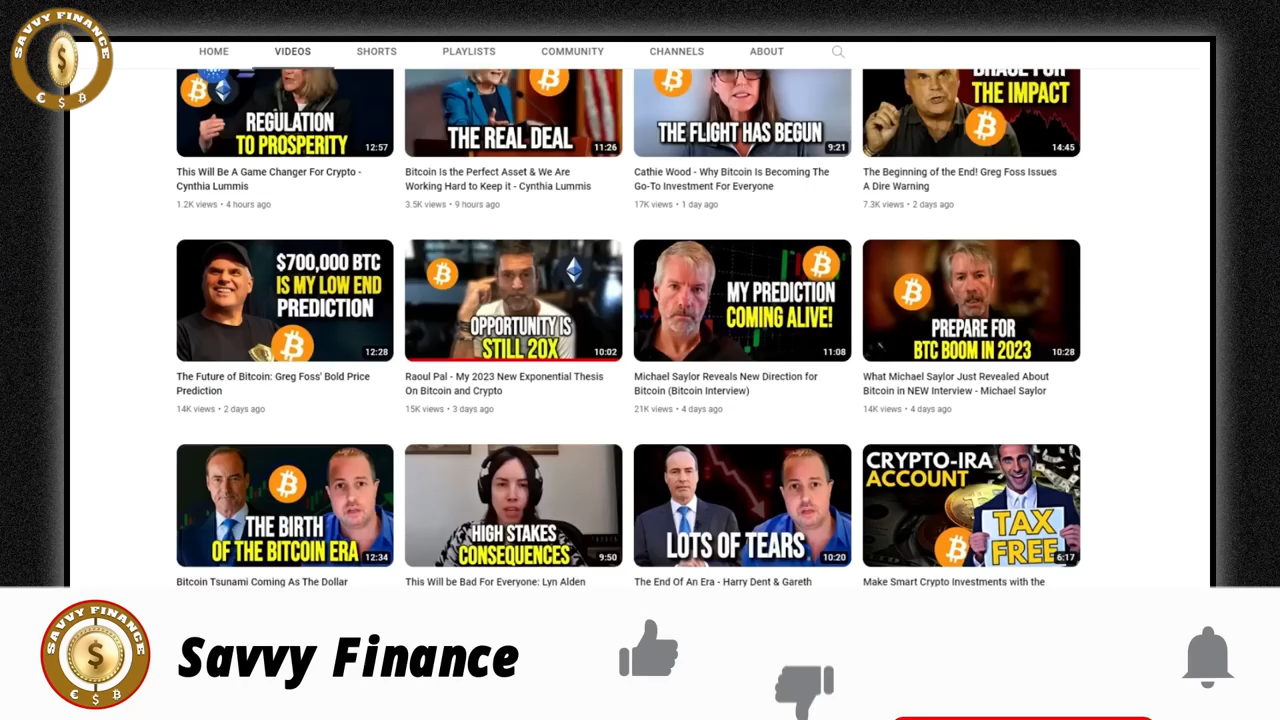 SAVVY FINANCE
$
€ $ ₿
HOME VIDEOS SHORTS PLAYLISTS COMMUNITY CHANNELS ABOUT
REGULATION
TO PROSPERITY
12:57
THE REAL DEAL
11:26
THE FLIGHT HAS BEGUN
9:21
BRACE FOR
THE IMPACT
14:45
This Will Be A Game Changer For Crypto -
Cynthia Lummis
1.2K views • 4 hours ago
Bitcoin Is the Perfect Asset & We Are
Working Hard to Keep it - Cynthia Lummis
3.5K views • 9 hours ago
Cathie Wood - Why Bitcoin Is Becoming The
Go-To Investment For Everyone
17K views • 1 day ago
The Beginning of the End! Greg Foss Issues
A Dire Warning
7.3K views • 2 days ago
$700,000 BTC
IS MY LOW END
PREDICTION
12:28
OPPORTUNITY IS
STILL 20X
10:02
MY PREDICTION
COMING ALIVE!
11:08
PREPARE FOR
BTC BOOM IN 2023
10:28
The Future of Bitcoin: Greg Foss' Bold Price
Prediction
14K views • 2 days ago
Raoul Pal - My 2023 New Exponential Thesis
On Bitcoin and Crypto
15K views • 3 days ago
Michael Saylor Reveals New Direction for
Bitcoin (Bitcoin Interview)
21K views • 4 days ago
What Michael Saylor Just Revealed About
Bitcoin in NEW Interview - Michael Saylor
14K views • 4 days ago
THE BIRTH
OF THE BITCOIN ERA
12:34
HIGH STAKES
CONSEQUENCES
9:50
LOTS OF TEARS
10:20
CRYPTO-IRA
ACCOUNT
TAX
FREE
6:17
Bitcoin Tsunami Coming As The Dollar
This Will be Bad For Everyone: Lyn Alden
The End Of An Era - Harry Dent & Gareth
Make Smart Crypto Investments with the
SAVVY FINANCE
$
€ $ ₿
Savvy Finance